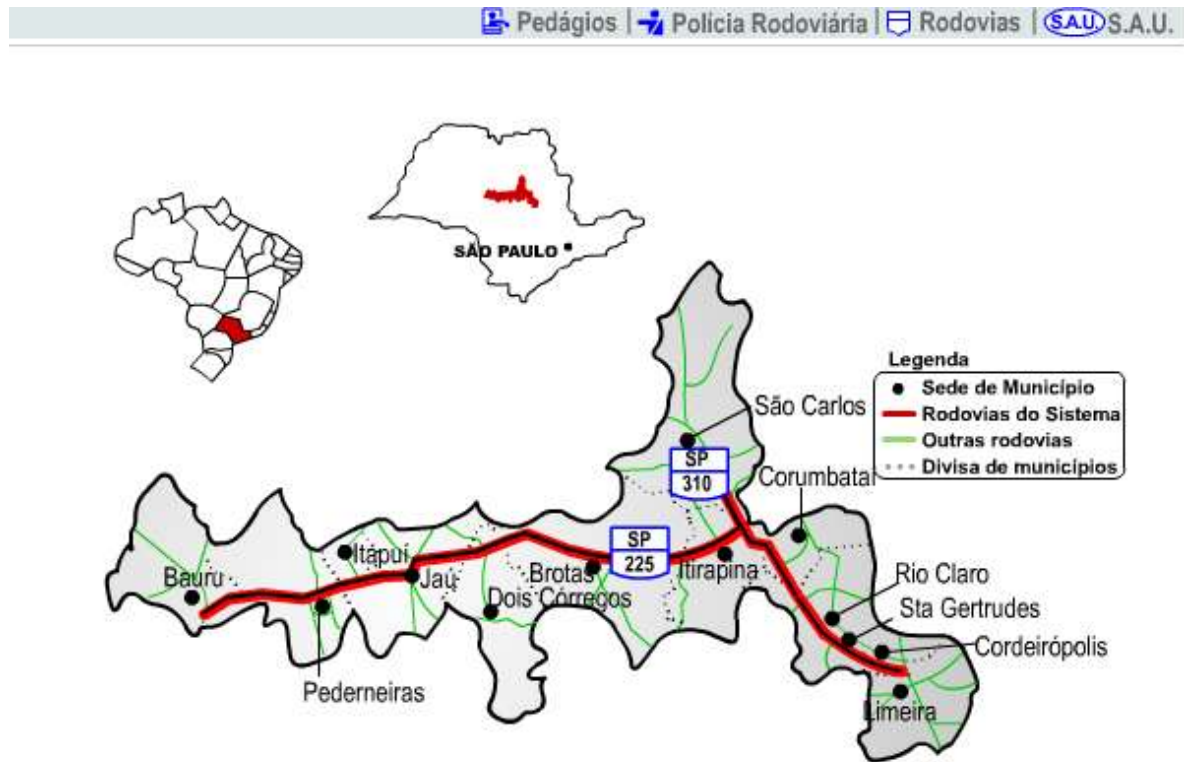 Pedágios | Polícia Rodoviária | Rodovias | S.A.U. S.A.U.
SÃO PAULO
Legenda
Sede de Município
Rodovias do Sistema
Outras rodovias
Divisa de municípios
São Carlos
SP
310
Corumbataí
SP
225
Itapuí
Bauru
Jaú
Brotas
Itirapina
Dois Córregos
Rio Claro
Sta Gertrudes
Cordeirópolis
Pederneiras
Limeira